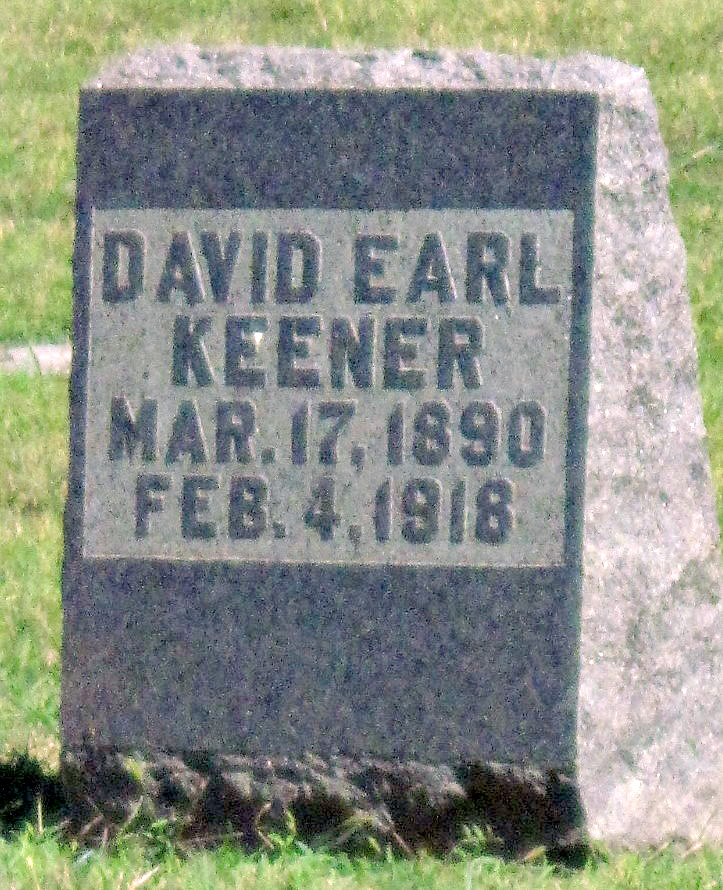 DAVID EARL
KEENER
MAR. 17, 1890
FEB. 4, 1918